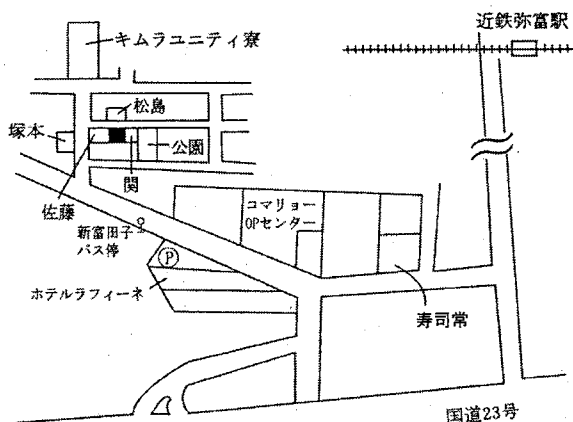 近鉄弥富駅
キムラユニティ寮
松島
塚本
公園
関
佐藤
コマリョー
OPセンター
新富田子
バス停
P
ホテルラフィーネ
寿司常
国道23号